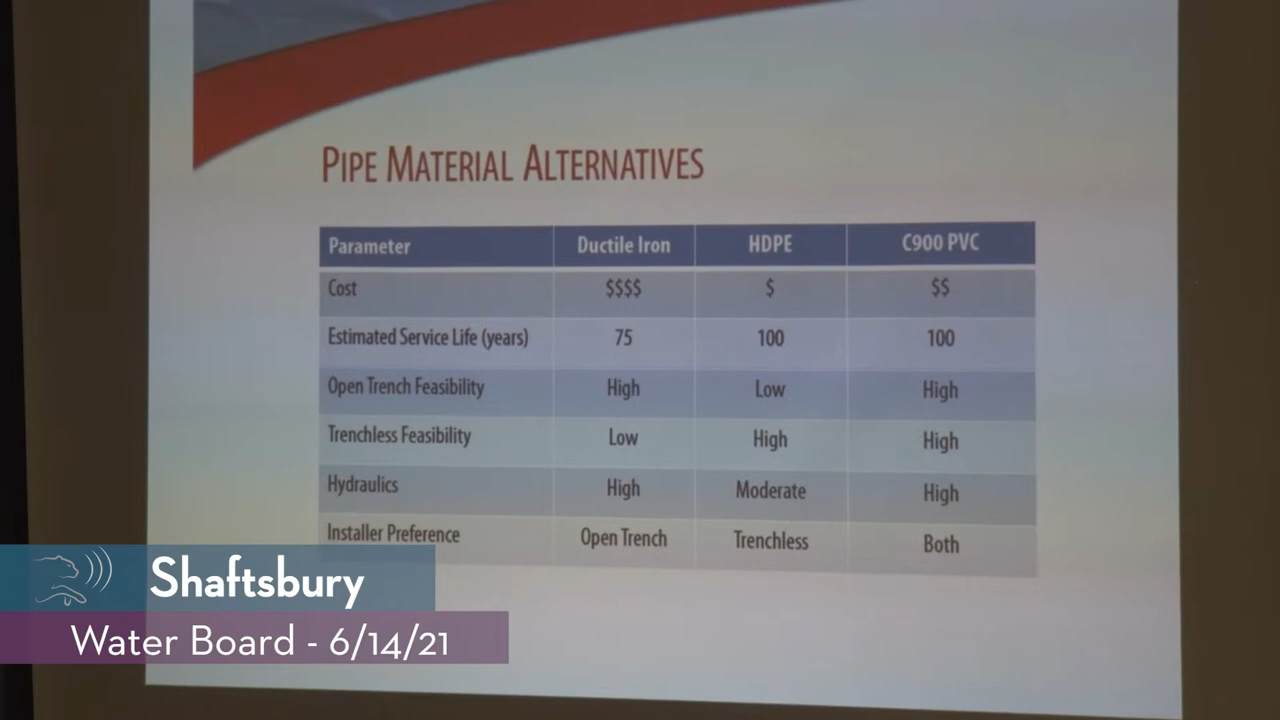 PIPE MATERIAL ALTERNATIVES
Parameter Ductile Iron HDPE C900 PVC
Cost $$$$ $ $$
Estimated Service Life (years) 75 100 100
Open Trench Feasibility High Low High
Trenchless Feasibility Low High High
Hydraulics High Moderate High
Installer Preference Open Trench Trenchless Both
Shaftsbury
Water Board - 6/14/21